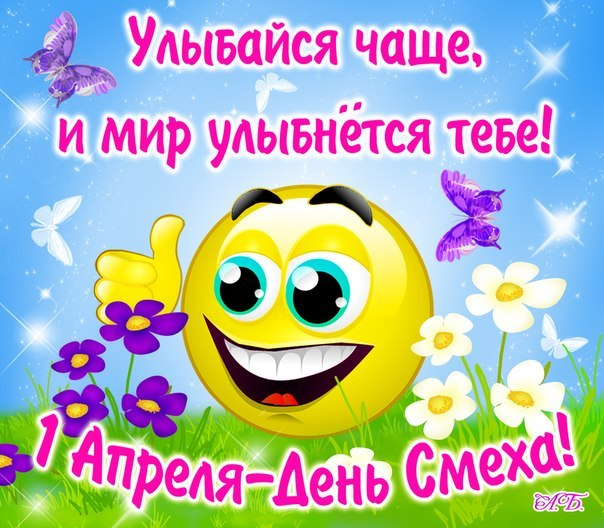 Улыбайся чаще,
и мир улыбнётся тебе!
1 Апреля-День Смеха!
А.Б.